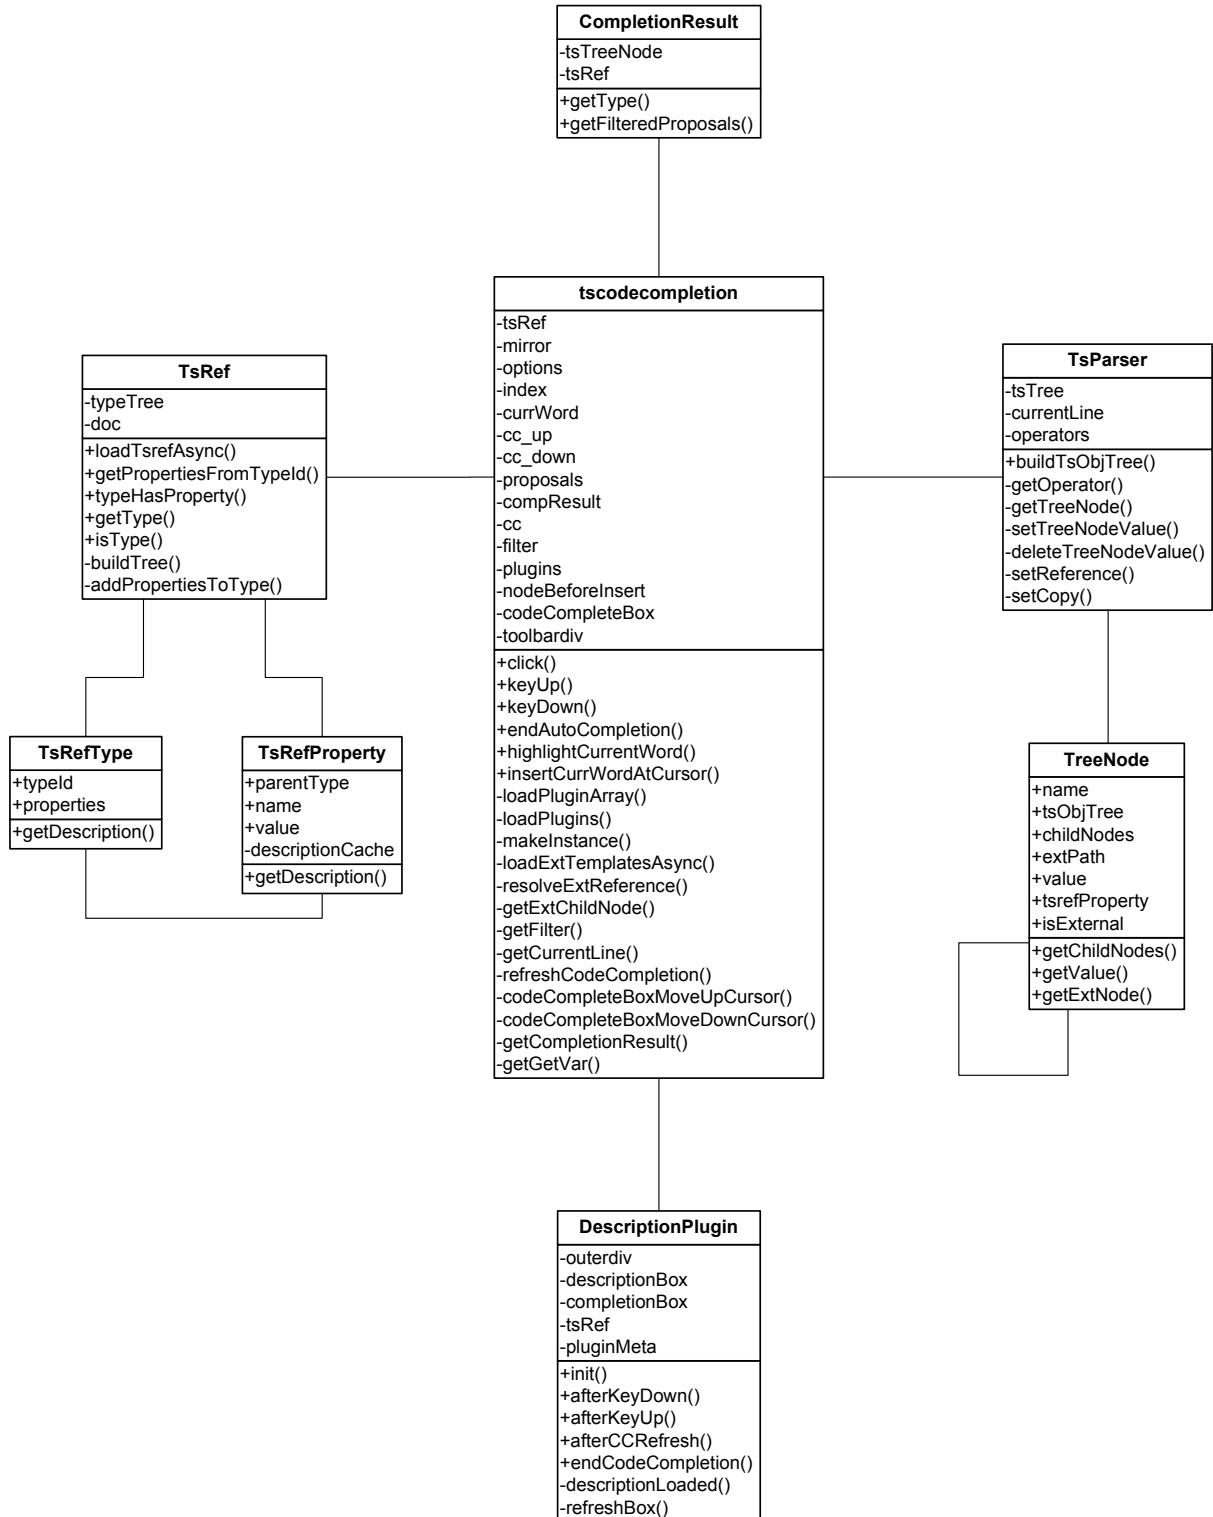 CompletionResult
-tsTreeNode
-tsRef
+getType()
+getFilteredProposals()
tscodecompletion
-tsRef
-mirror
-options
-index
-currWord
-cc_up
-cc_down
-proposals
-compResult
-cc
-filter
-plugins
-nodeBeforeInsert
-codeCompleteBox
-toolbardiv
+click()
+keyUp()
+keyDown()
+endAutoCompletion()
+highlightCurrentWord()
+insertCurrWordAtCursor()
-loadPluginArray()
-loadPlugins()
-makeInstance()
-loadExtTemplatesAsync()
-resolveExtReference()
-getExtChildNode()
-getFilter()
-getCurrentLine()
-refreshCodeCompletion()
-codeCompleteBoxMoveUpCursor()
-codeCompleteBoxMoveDownCursor()
-getCompletionResult()
-getGetVar()
TsRef
-typeTree
-doc
+loadTsrefAsync()
+getPropertiesFromTypeId()
+typeHasProperty()
+getType()
+isType()
-buildTree()
-addPropertiesToType()
TsParser
-tsTree
-currentLine
-operators
+buildTsObjTree()
-getOperator()
-getTreeNode()
-setTreeNodeValue()
-deleteTreeNodeValue()
-setReference()
-setCopy()
TsRefType
+typeId
+properties
+getDescription()
TsRefProperty
+parentType
+name
+value
-descriptionCache
+getDescription()
TreeNode
+name
+tsObjTree
+childNodes
+extPath
+value
+tsrefProperty
+isExternal
+getChildNodes()
+getValue()
+getExtNode()
DescriptionPlugin
-outerdiv
-descriptionBox
-completionBox
-tsRef
-pluginMeta
+init()
+afterKeyDown()
+afterKeyUp()
+afterCCRefresh()
+endCodeCompletion()
-descriptionLoaded()
-refreshBox()